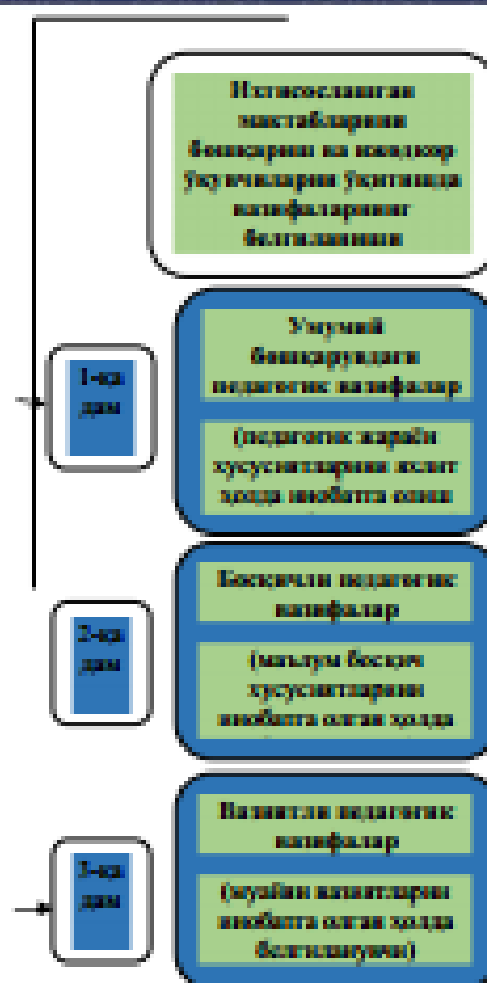 Ихтисослашган
мактабларни
бошқариш ва ижодкор
ўқувчиларни ўқитишда
вазифаларнинг
белгиланиши
1-қа
дам
Умумий
бошқарувдаги
педагогик вазифалар
(педагогик жараён
хусусиятларини яхлит
ҳолда инобатга олиш
2-қа
дам
Босқичли педагогик
вазифалар
(маълум босқич
хусусиятларини
инобатга олган ҳолда
3-қа
дам
Вазиятли педагогик
вазифалар
(муайян вазиятларни
инобатга олган ҳолда
белгиланувчи)